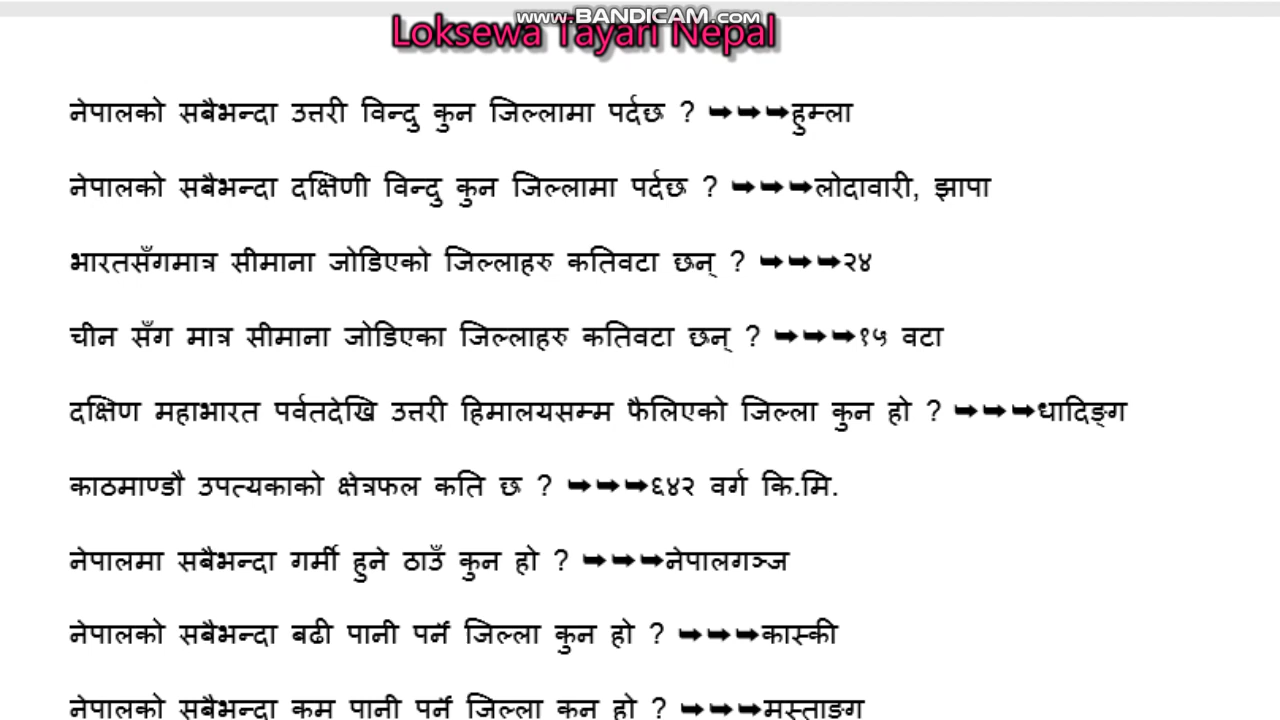 www.BANDICAM.com
Loksewa Tayari Nepal
नेपालको सबैभन्दा उत्तरी विन्दु कुन जिल्लामा पर्दछ ? ➥➥➥हुम्ला
नेपालको सबैभन्दा दक्षिणी विन्दु कुन जिल्लामा पर्दछ ? ➥➥➥लोदावारी, झापा
भारतसँगमात्र सीमाना जोडिएको जिल्लाहरु कतिवटा छन् ? ➥➥➥२४
चीन सँग मात्र सीमाना जोडिएका जिल्लाहरु कतिवटा छन् ? ➥➥➥१५ वटा
दक्षिण महाभारत पर्वतदेखि उत्तरी हिमालयसम्म फैलिएको जिल्ला कुन हो ? ➥➥➥धादिङ्ग
काठमाण्डौ उपत्यकाको क्षेत्रफल कति छ ? ➥➥➥६४२ वर्ग कि.मि.
नेपालमा सबैभन्दा गर्मी हुने ठाउँ कुन हो ? ➥➥➥नेपालगञ्ज
नेपालको सबैभन्दा बढी पानी पर्ने जिल्ला कुन हो ? ➥➥➥कास्की
नेपालको सबैभन्दा कम पानी पर्ने जिल्ला कुन हो ? ➥➥➥मुस्ताङ्ग